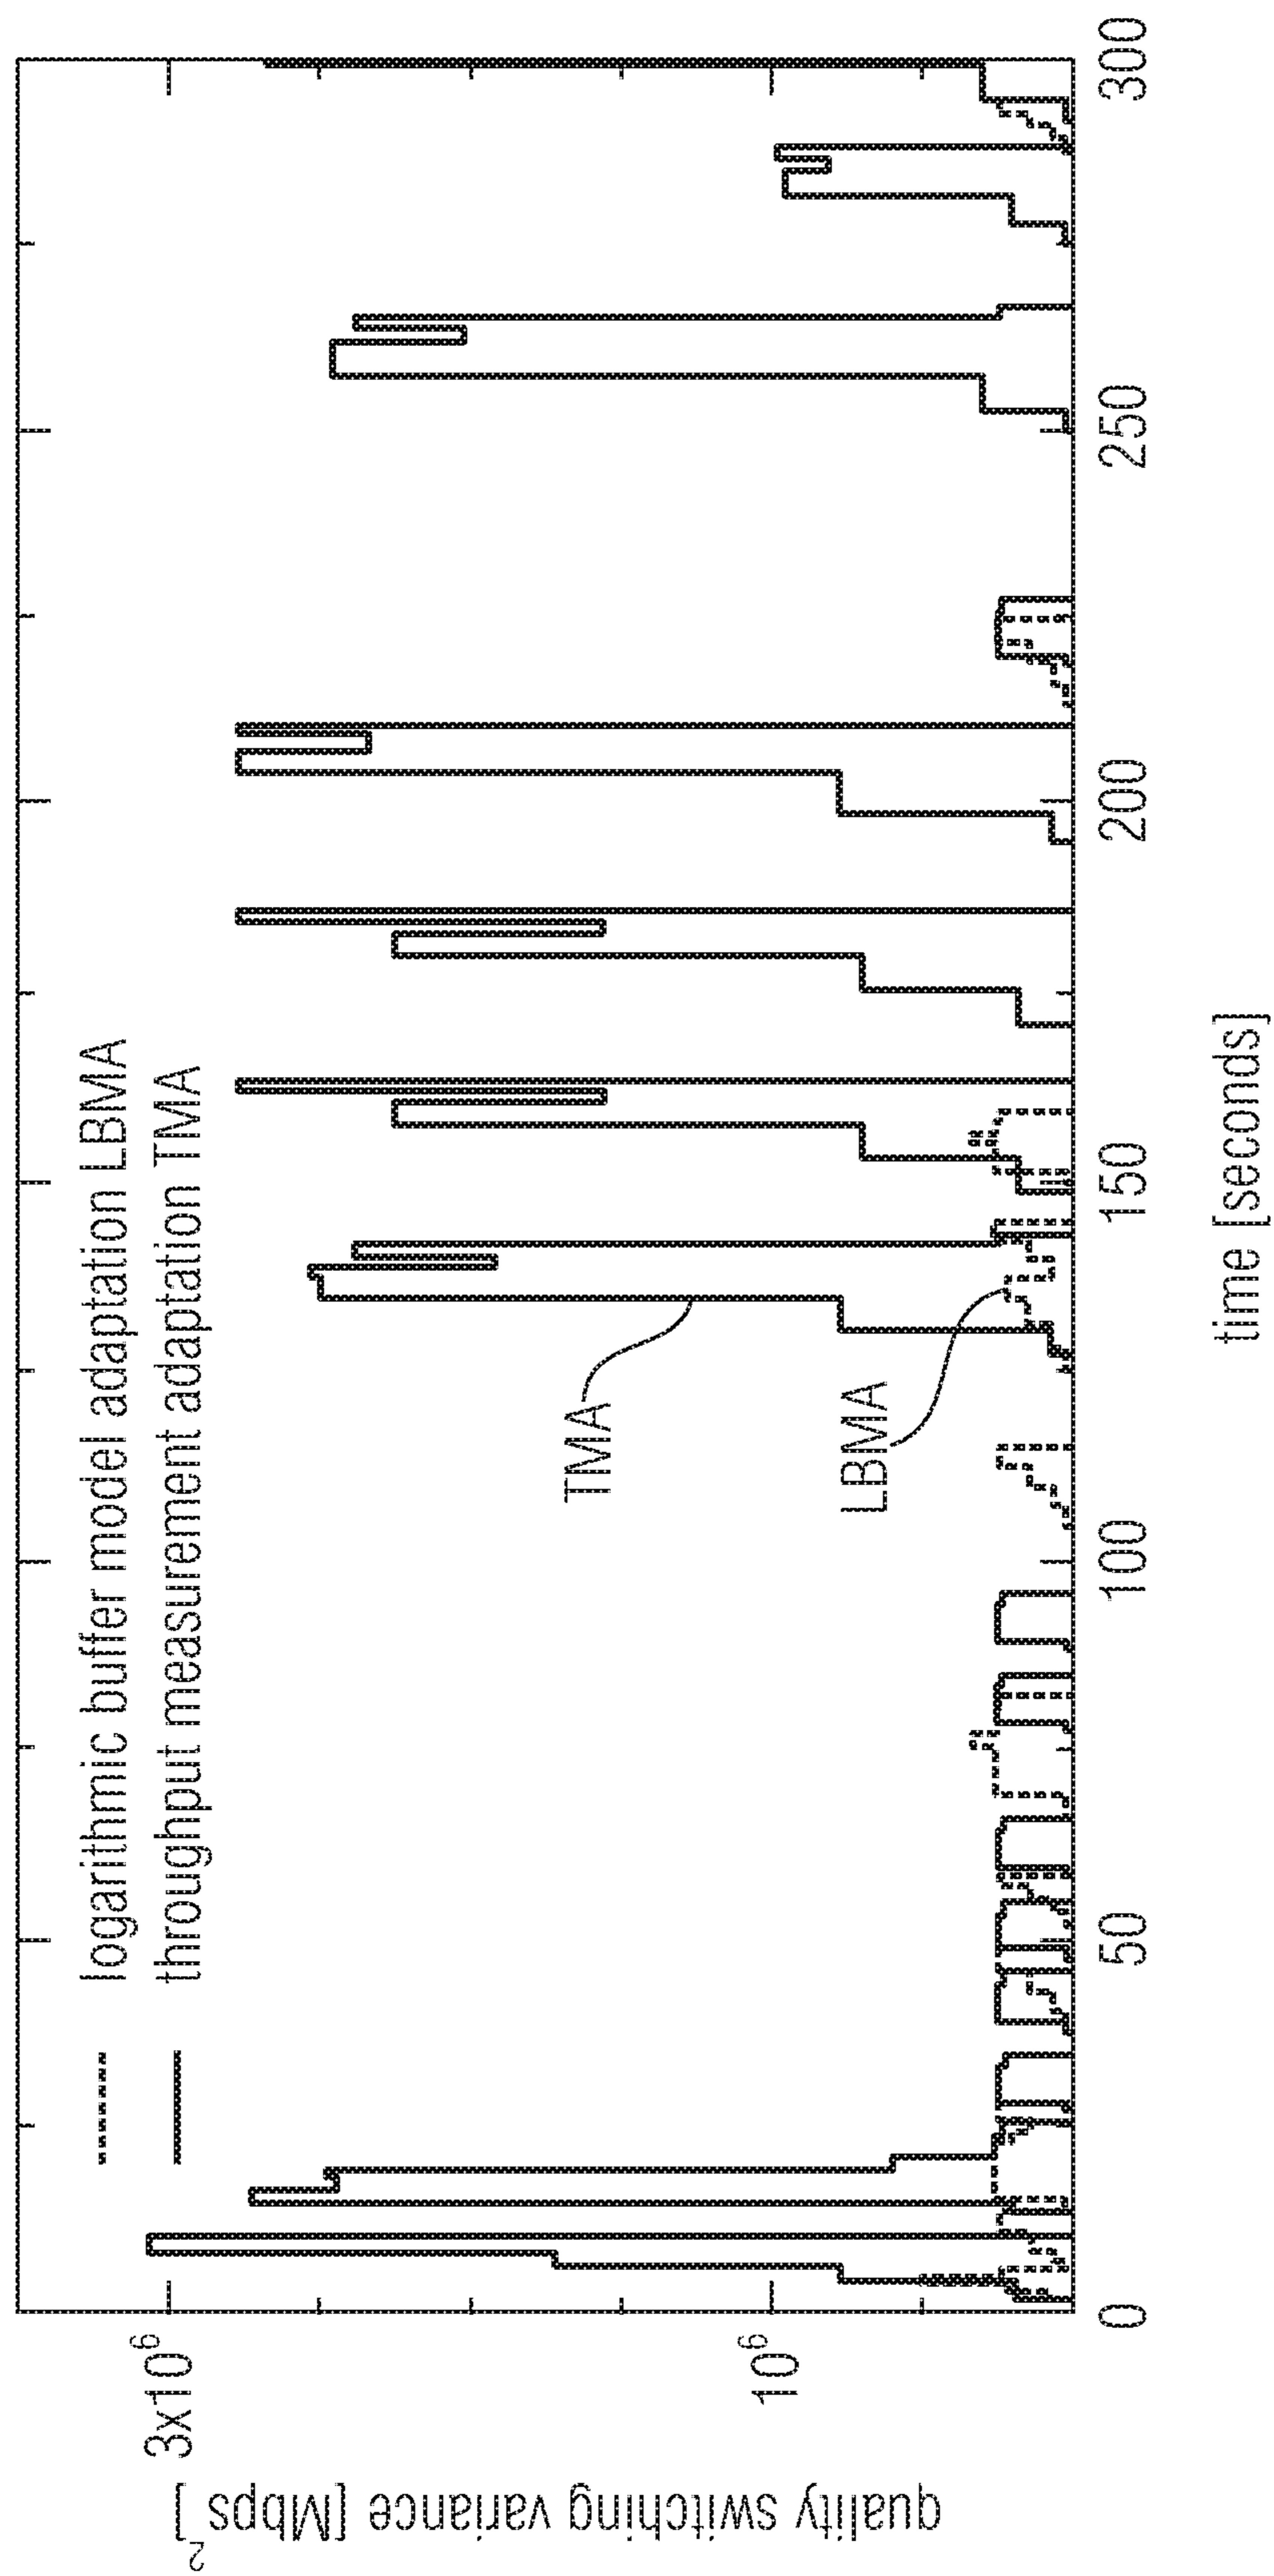 logarithmic buffer model adaptation LBMA
throughput measurement adaptation TMA
quality switching variance [Mbps²]
3x10⁶
10⁶
TMA
LBMA
0
50
100
150
200
250
300
time [seconds]